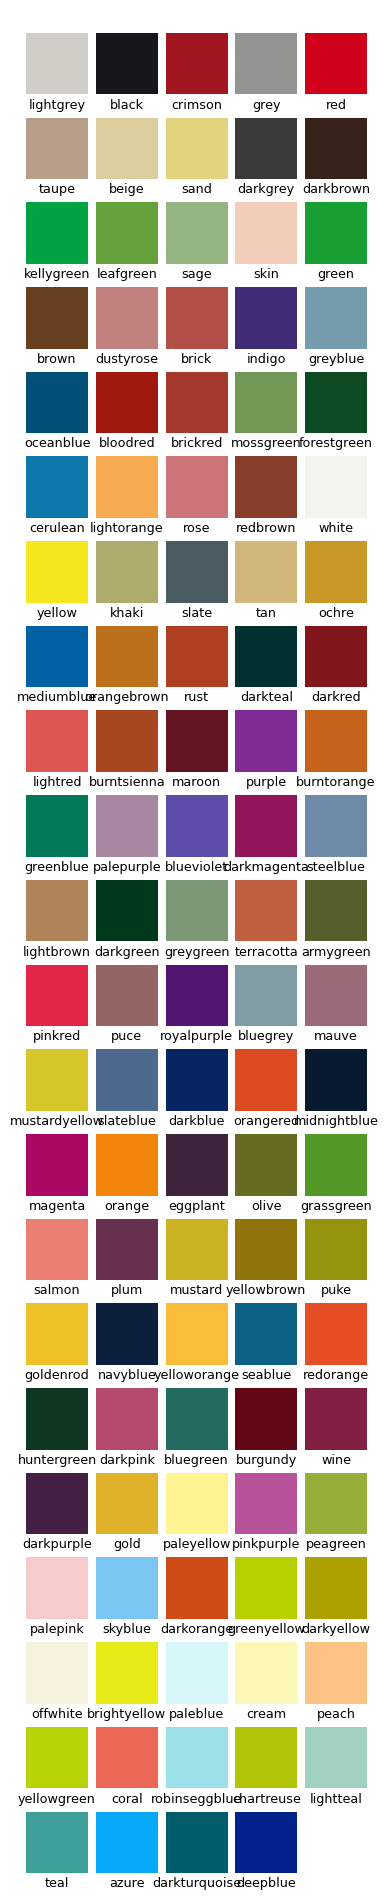 lightgrey black crimson grey red
taupe beige sand darkgrey darkbrown
kellygreen leafgreen sage skin green
brown dustyrose brick indigo greyblue
oceanblue bloodred brickred mossgreen forestgreen
cerulean lightorange rose redbrown white
yellow khaki slate tan ochre
mediumblue orangebrown rust darkteal darkred
lightred burntsienna maroon purple burntorange
greenblue palepurple blueviolet darkmagenta steelblue
lightbrown darkgreen greygreen terracotta armygreen
pinkred puce royalpurple bluegrey mauve
mustardyellow slateblue darkblue orangered midnightblue
magenta orange eggplant olive grassgreen
salmon plum mustard yellowbrown puke
goldenrod navyblue yelloworange seablue redorange
huntergreen darkpink bluegreen burgundy wine
darkpurple gold paleyellow pinkpurple peagreen
palepink skyblue darkorange greenyellow darkyellow
offwhite brightyellow paleblue cream peach
yellowgreen coral robinseggblue chartreuse lightteal
teal azure darkturquoise deepblue